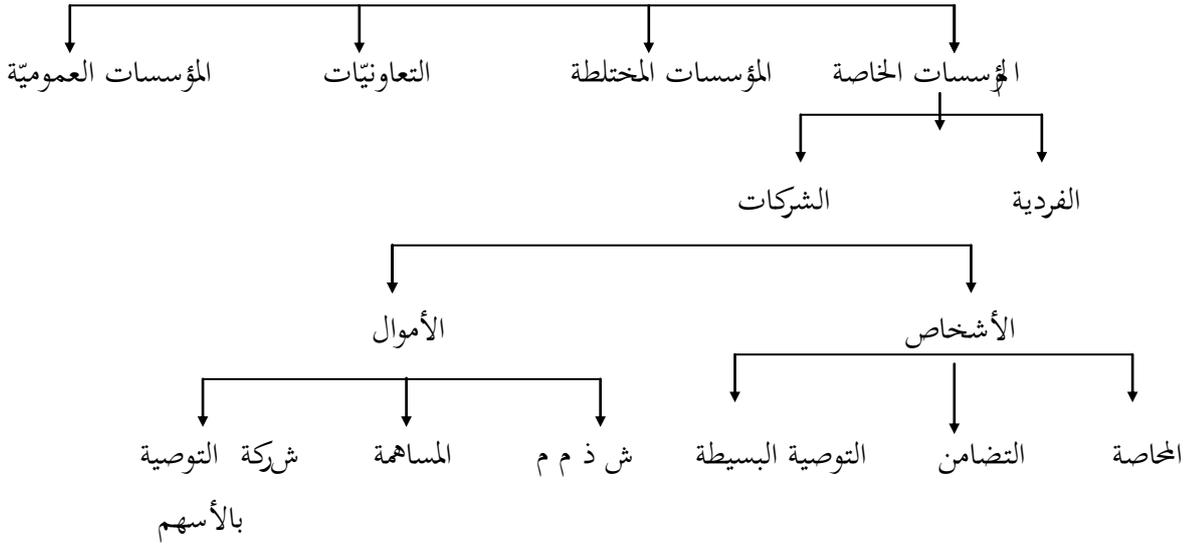 المؤسسات الخاصة المؤسسات المختلطة التعاونيّات المؤسسات العموميّة
الفردية الشركات
الأشخاص الأموال
المحاصة التضامن التوصية البسيطة ش ذ م م المساهمة شركة التوصية
بالأسهم